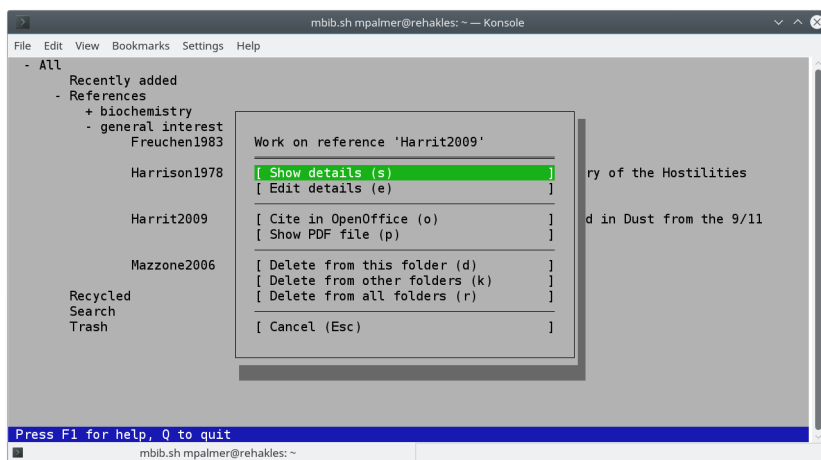 mbib.sh mpalmer@rehakles: ~ — Konsole
File Edit View Bookmarks Settings Help
- All
Recently added
- References
+ biochemistry
- general interest
Freuchen1983
Work on reference 'Harrit2009'
Harrison1978 [ Show details (s) ] ry of the Hostilities
[ Edit details (e) ]
Harrit2009 [ Cite in OpenOffice (o) ] d in Dust from the 9/11
[ Show PDF file (p) ]
Mazzone2006 [ Delete from this folder (d) ]
[ Delete from other folders (k) ]
Recycled [ Delete from all folders (r) ]
Search
Trash [ Cancel (Esc) ]
Press F1 for help, Q to quit
mbib.sh mpalmer@rehakles: ~